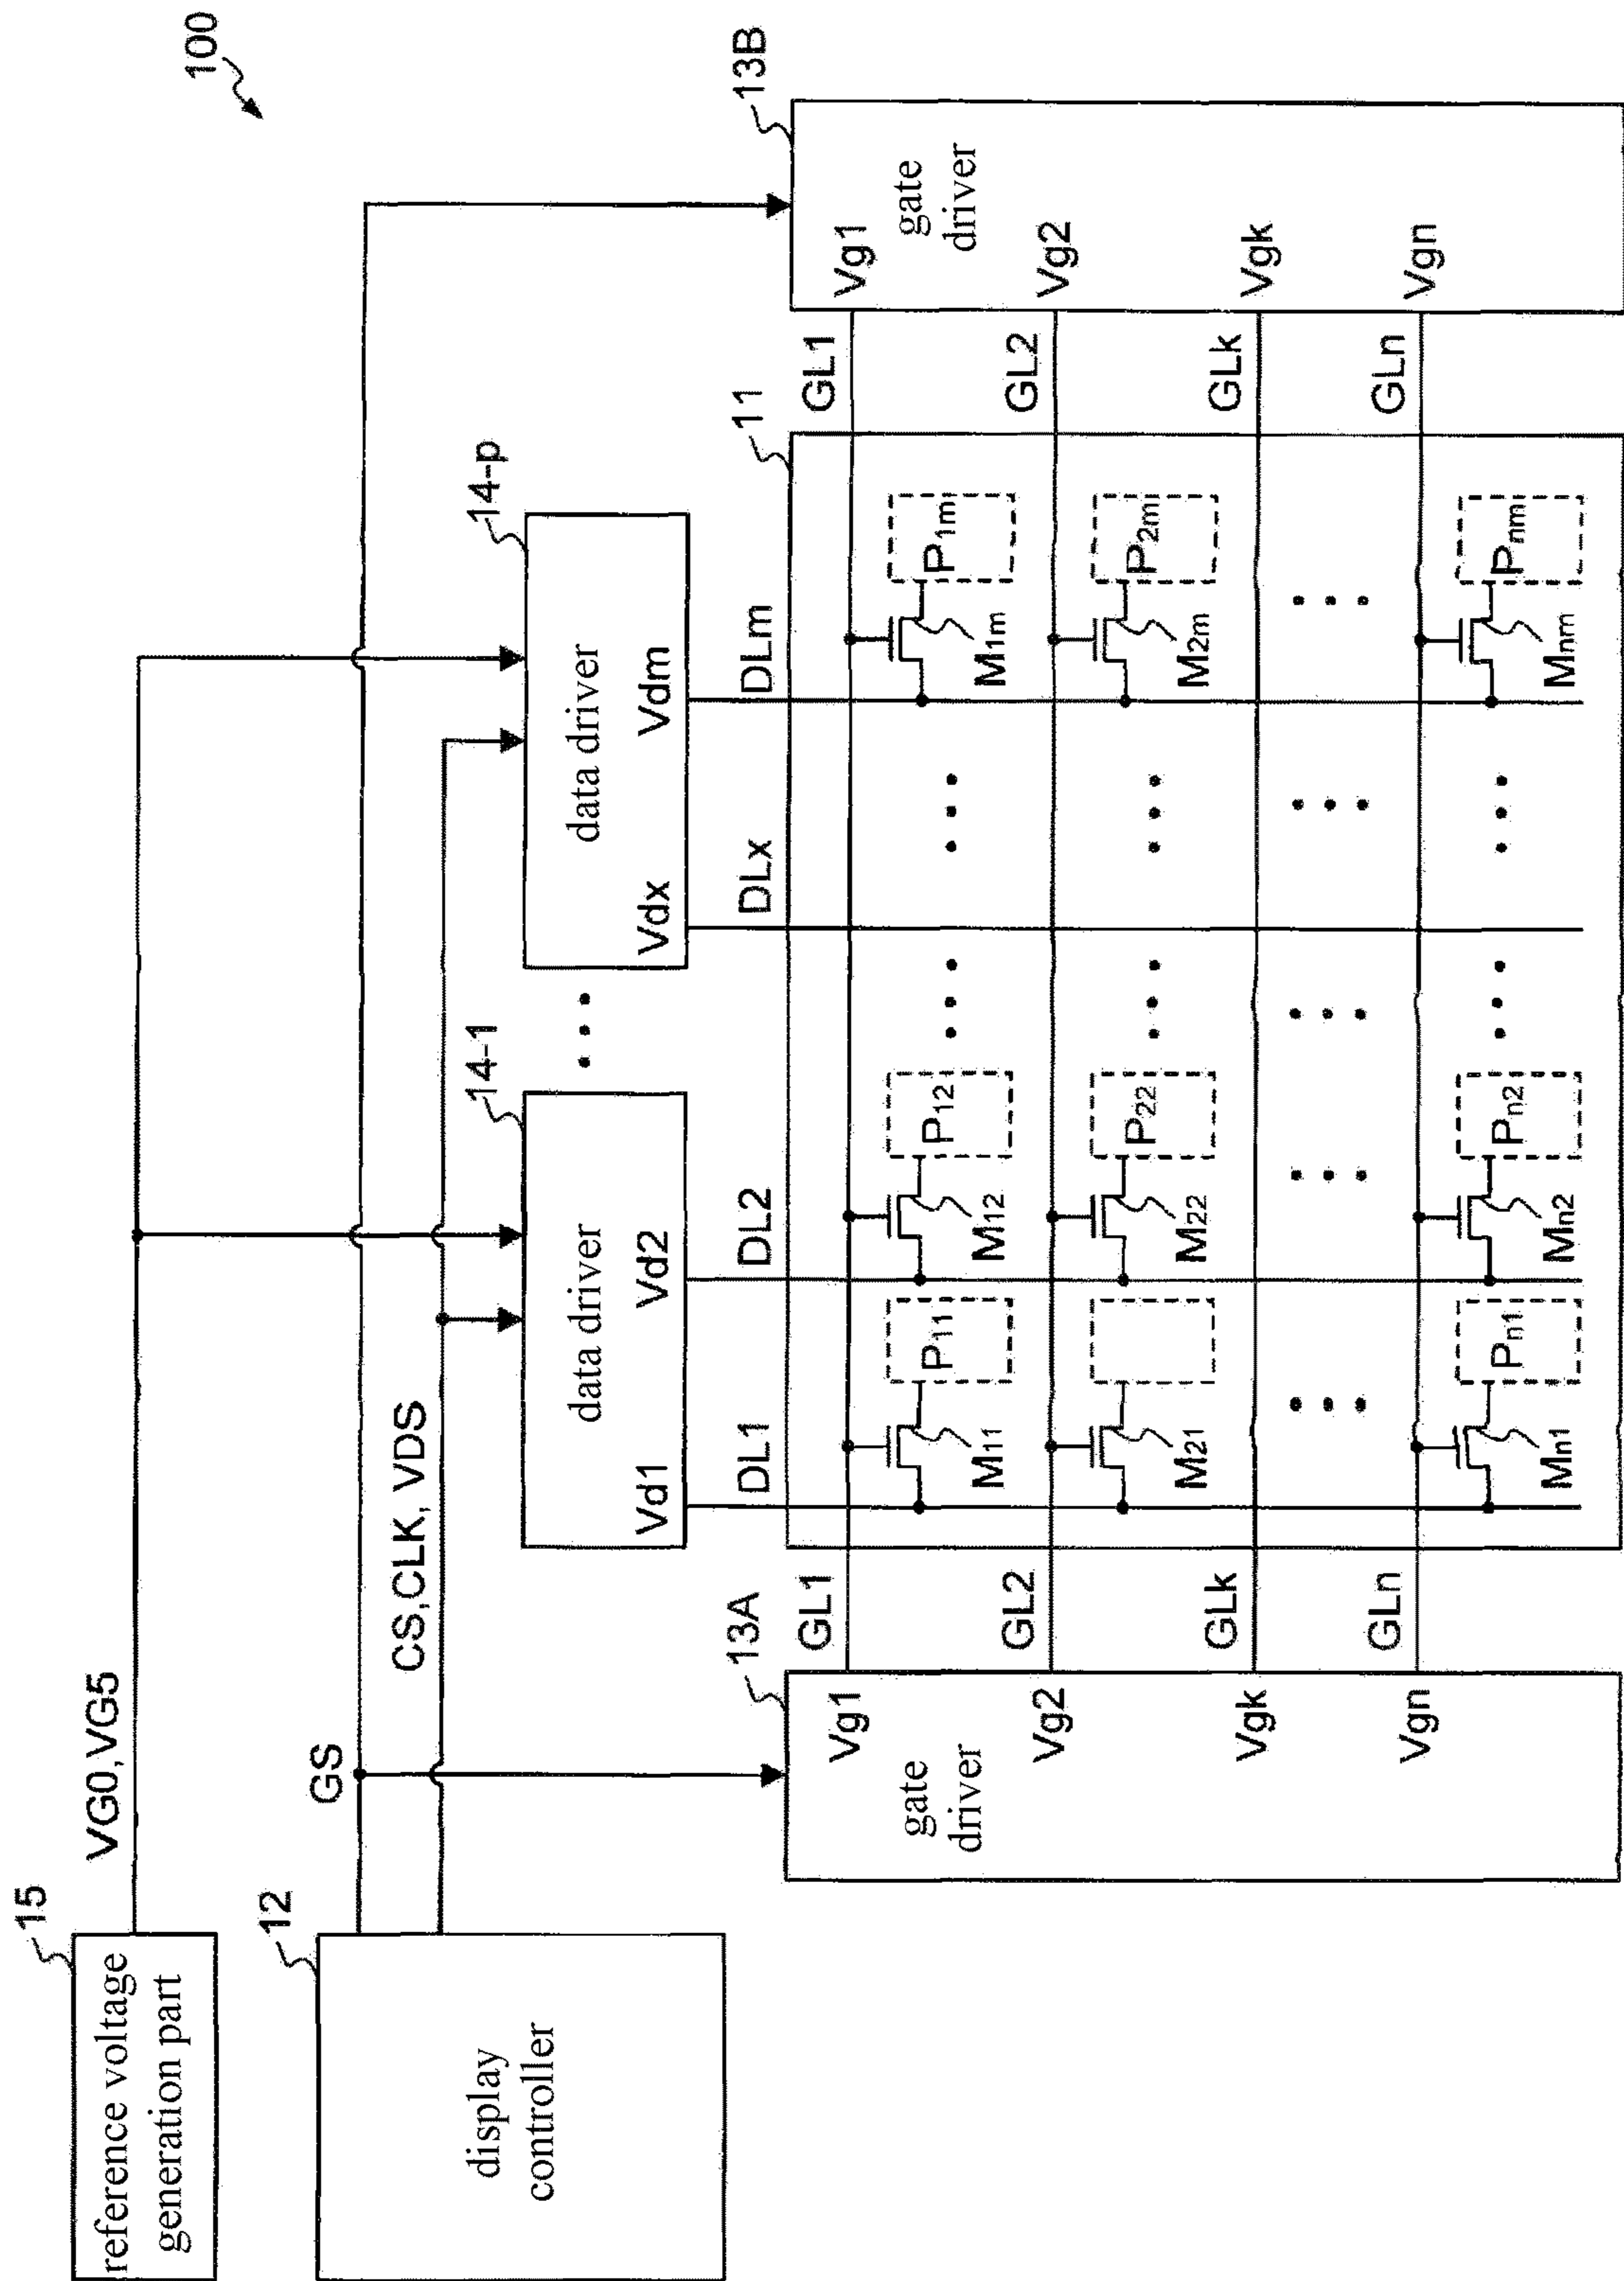 100
15
reference voltage
generation part
VG0,VG5
12
display
controller
GS
CS,CLK, VDS
14-1
data driver
Vd1
Vd2
14-p
data driver
Vdx
Vdm
DL1
DL2
DLx
DLm
13A
gate
driver
Vg1
Vg2
Vgk
Vgn
GL1
GL2
GLk
GLn
11
M11
P11
M12
P12
M1m
P1m
M21
M22
P22
M2m
P2m
Mn1
Pn1
Mn2
Pn2
Mnm
Pnm
GL1
GL2
GLk
GLn
13B
gate
driver
Vg1
Vg2
Vgk
Vgn